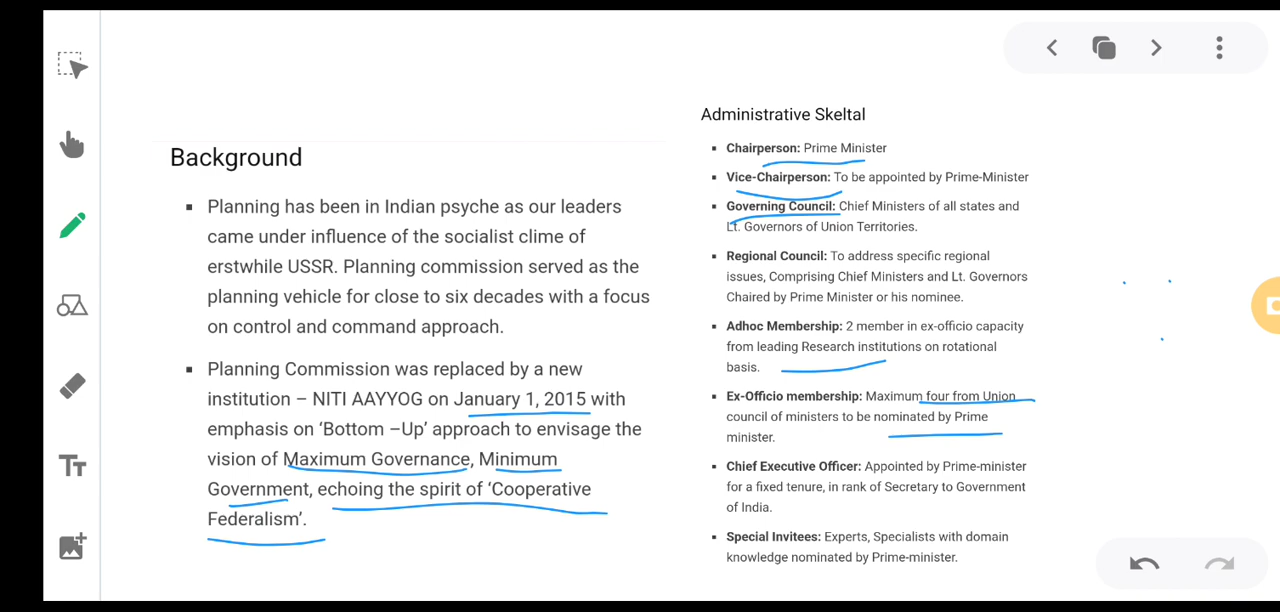 Background
▪ Planning has been in Indian psyche as our leaders
came under influence of the socialist clime of
erstwhile USSR. Planning commission served as the
planning vehicle for close to six decades with a focus
on control and command approach.
▪ Planning Commission was replaced by a new
institution – NITI AAYYOG on January 1, 2015 with
emphasis on ‘Bottom –Up’ approach to envisage the
vision of Maximum Governance, Minimum
Government, echoing the spirit of ‘Cooperative
Federalism’.
Administrative Skeltal
▪ Chairperson: Prime Minister
▪ Vice-Chairperson: To be appointed by Prime-Minister
▪ Governing Council: Chief Ministers of all states and
Lt. Governors of Union Territories.
▪ Regional Council: To address specific regional
issues, Comprising Chief Ministers and Lt. Governors
Chaired by Prime Minister or his nominee.
▪ Adhoc Membership: 2 member in ex-officio capacity
from leading Research institutions on rotational
basis.
▪ Ex-Officio membership: Maximum four from Union
council of ministers to be nominated by Prime
minister.
▪ Chief Executive Officer: Appointed by Prime-minister
for a fixed tenure, in rank of Secretary to Government
of India.
▪ Special Invitees: Experts, Specialists with domain
knowledge nominated by Prime-minister.
Tт